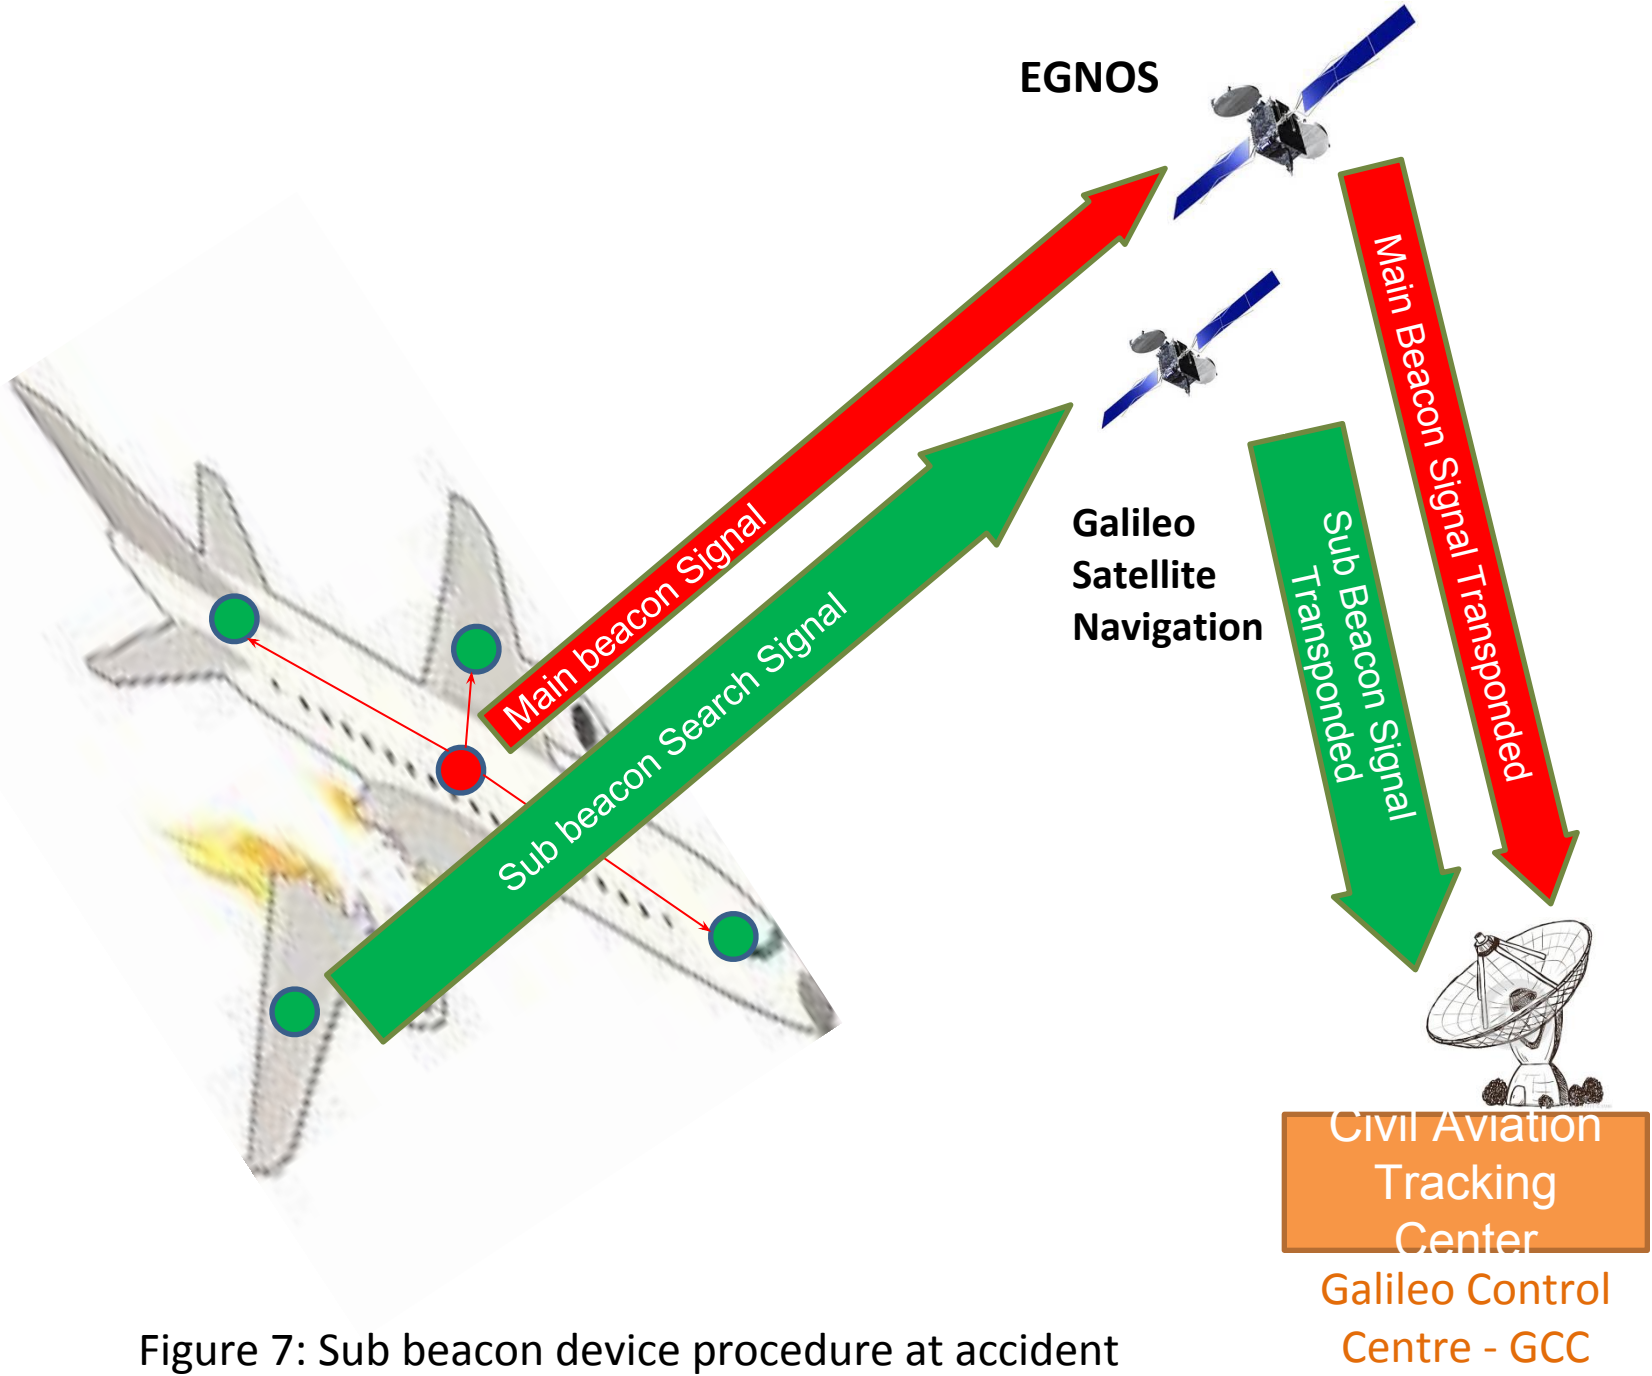 EGNOS
Main beacon Signal
Sub beacon Search Signal
Galileo
Satellite
Navigation
Main Beacon Signal Transponded
Sub Beacon Signal
Transponded
Civil Aviation
Tracking
Center
Galileo Control
Centre - GCC
Figure 7: Sub beacon device procedure at accident